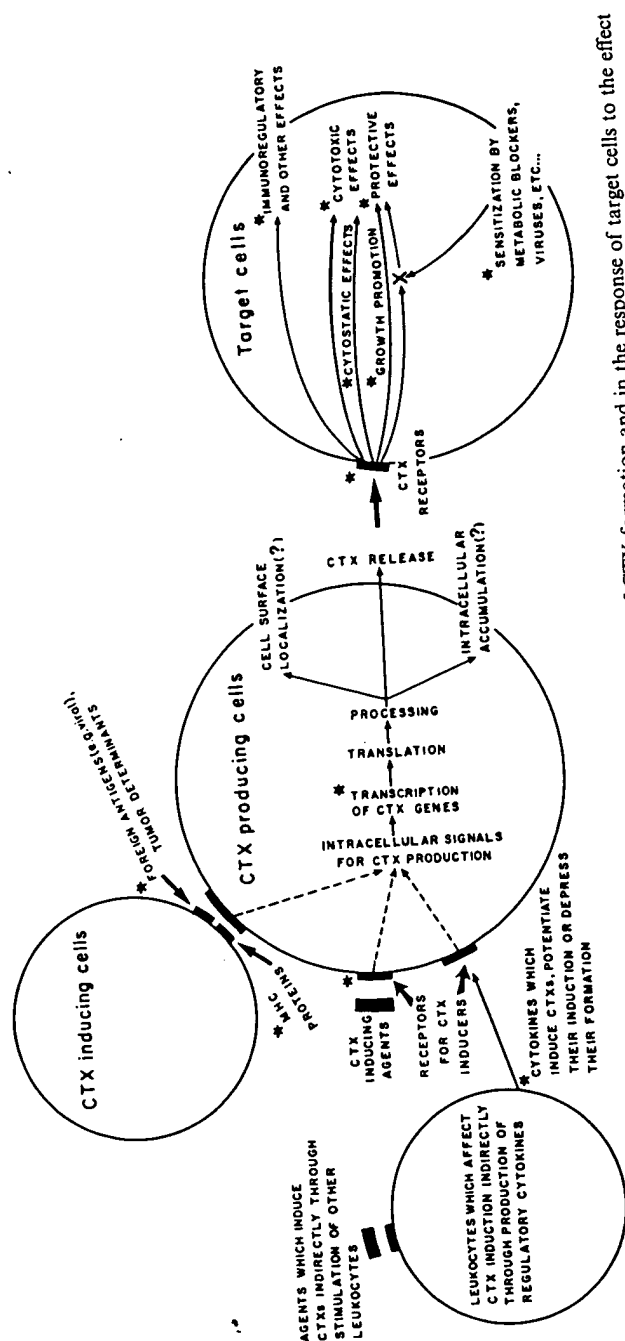 CTX inducing cells
* FOREIGN ANTIGENS(e.g.viral),
TUMOR DETERMINANTS
* MHC
PROTEINS
AGENTS WHICH INDUCE
CTXs INDIRECTLY THROUGH
STIMULATION OF OTHER
LEUKOCYTES
LEUKOCYTES WHICH AFFECT
CTX INDUCTION INDIRECTLY
THROUGH PRODUCTION OF
REGULATORY CYTOKINES
* CYTOKINES WHICH
INDUCE CTXs, POTENTIATE
THEIR INDUCTION OR DEPRESS
THEIR FORMATION
*
CTX
INDUCING
AGENTS
RECEPTORS
FOR CTX
INDUCERS
CTX producing cells
INTRACELLULAR SIGNALS
FOR CTX PRODUCTION
* TRANSCRIPTION
OF CTX GENES
TRANSLATION
PROCESSING
CELL SURFACE
LOCALIZATION(?)
CTX RELEASE
INTRACELLULAR
ACCUMULATION(?)
Target cells
*
CTX
RECEPTORS
* IMMUNOREGULATORY
AND OTHER EFFECTS
* CYTOSTATIC EFFECTS
* CYTOTOXIC
EFFECTS
* GROWTH PROMOTION
* PROTECTIVE
EFFECTS
X
* SENSITIZATION BY
METABOLIC BLOCKERS,
VIRUSES, ETC...
formation and in the response of target cells to the effect